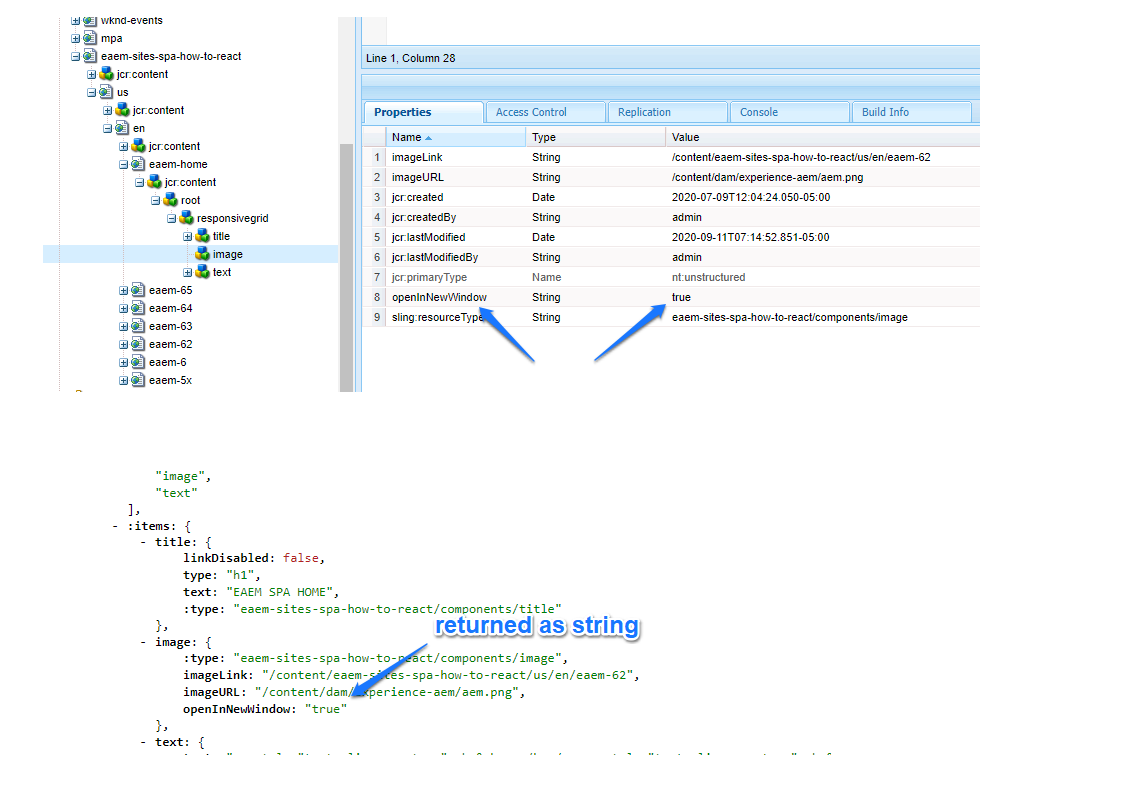 wknd-events
mpa
eaem-sites-spa-how-to-react
jcr:content
us
jcr:content
en
jcr:content
eaem-home
jcr:content
root
responsivegrid
title
image
text
eaem-65
eaem-64
eaem-63
eaem-62
eaem-6
eaem-5x
Line 1, Column 28
Properties Access Control Replication Console Build Info
Name Type Value
1 imageLink String /content/eaem-sites-spa-how-to-react/us/en/eaem-62
2 imageURL String /content/dam/experience-aem/aem.png
3 jcr:created Date 2020-07-09T12:04:24.050-05:00
4 jcr:createdBy String admin
5 jcr:lastModified Date 2020-09-11T07:14:52.851-05:00
6 jcr:lastModifiedBy String admin
7 jcr:primaryType Name nt:unstructured
8 openInNewWindow String true
9 sling:resourceType String eaem-sites-spa-how-to-react/components/image
"image",
"text"
],
- :items: {
- title: {
linkDisabled: false,
type: "h1",
text: "EAEM SPA HOME",
:type: "eaem-sites-spa-how-to-react/components/title"
returned as string
},
- image: {
:type: "eaem-sites-spa-how-to-react/components/image",
imageLink: "/content/eaem-sites-spa-how-to-react/us/en/eaem-62",
imageURL: "/content/dam/experience-aem/aem.png",
openInNewWindow: "true"
},
- text: {